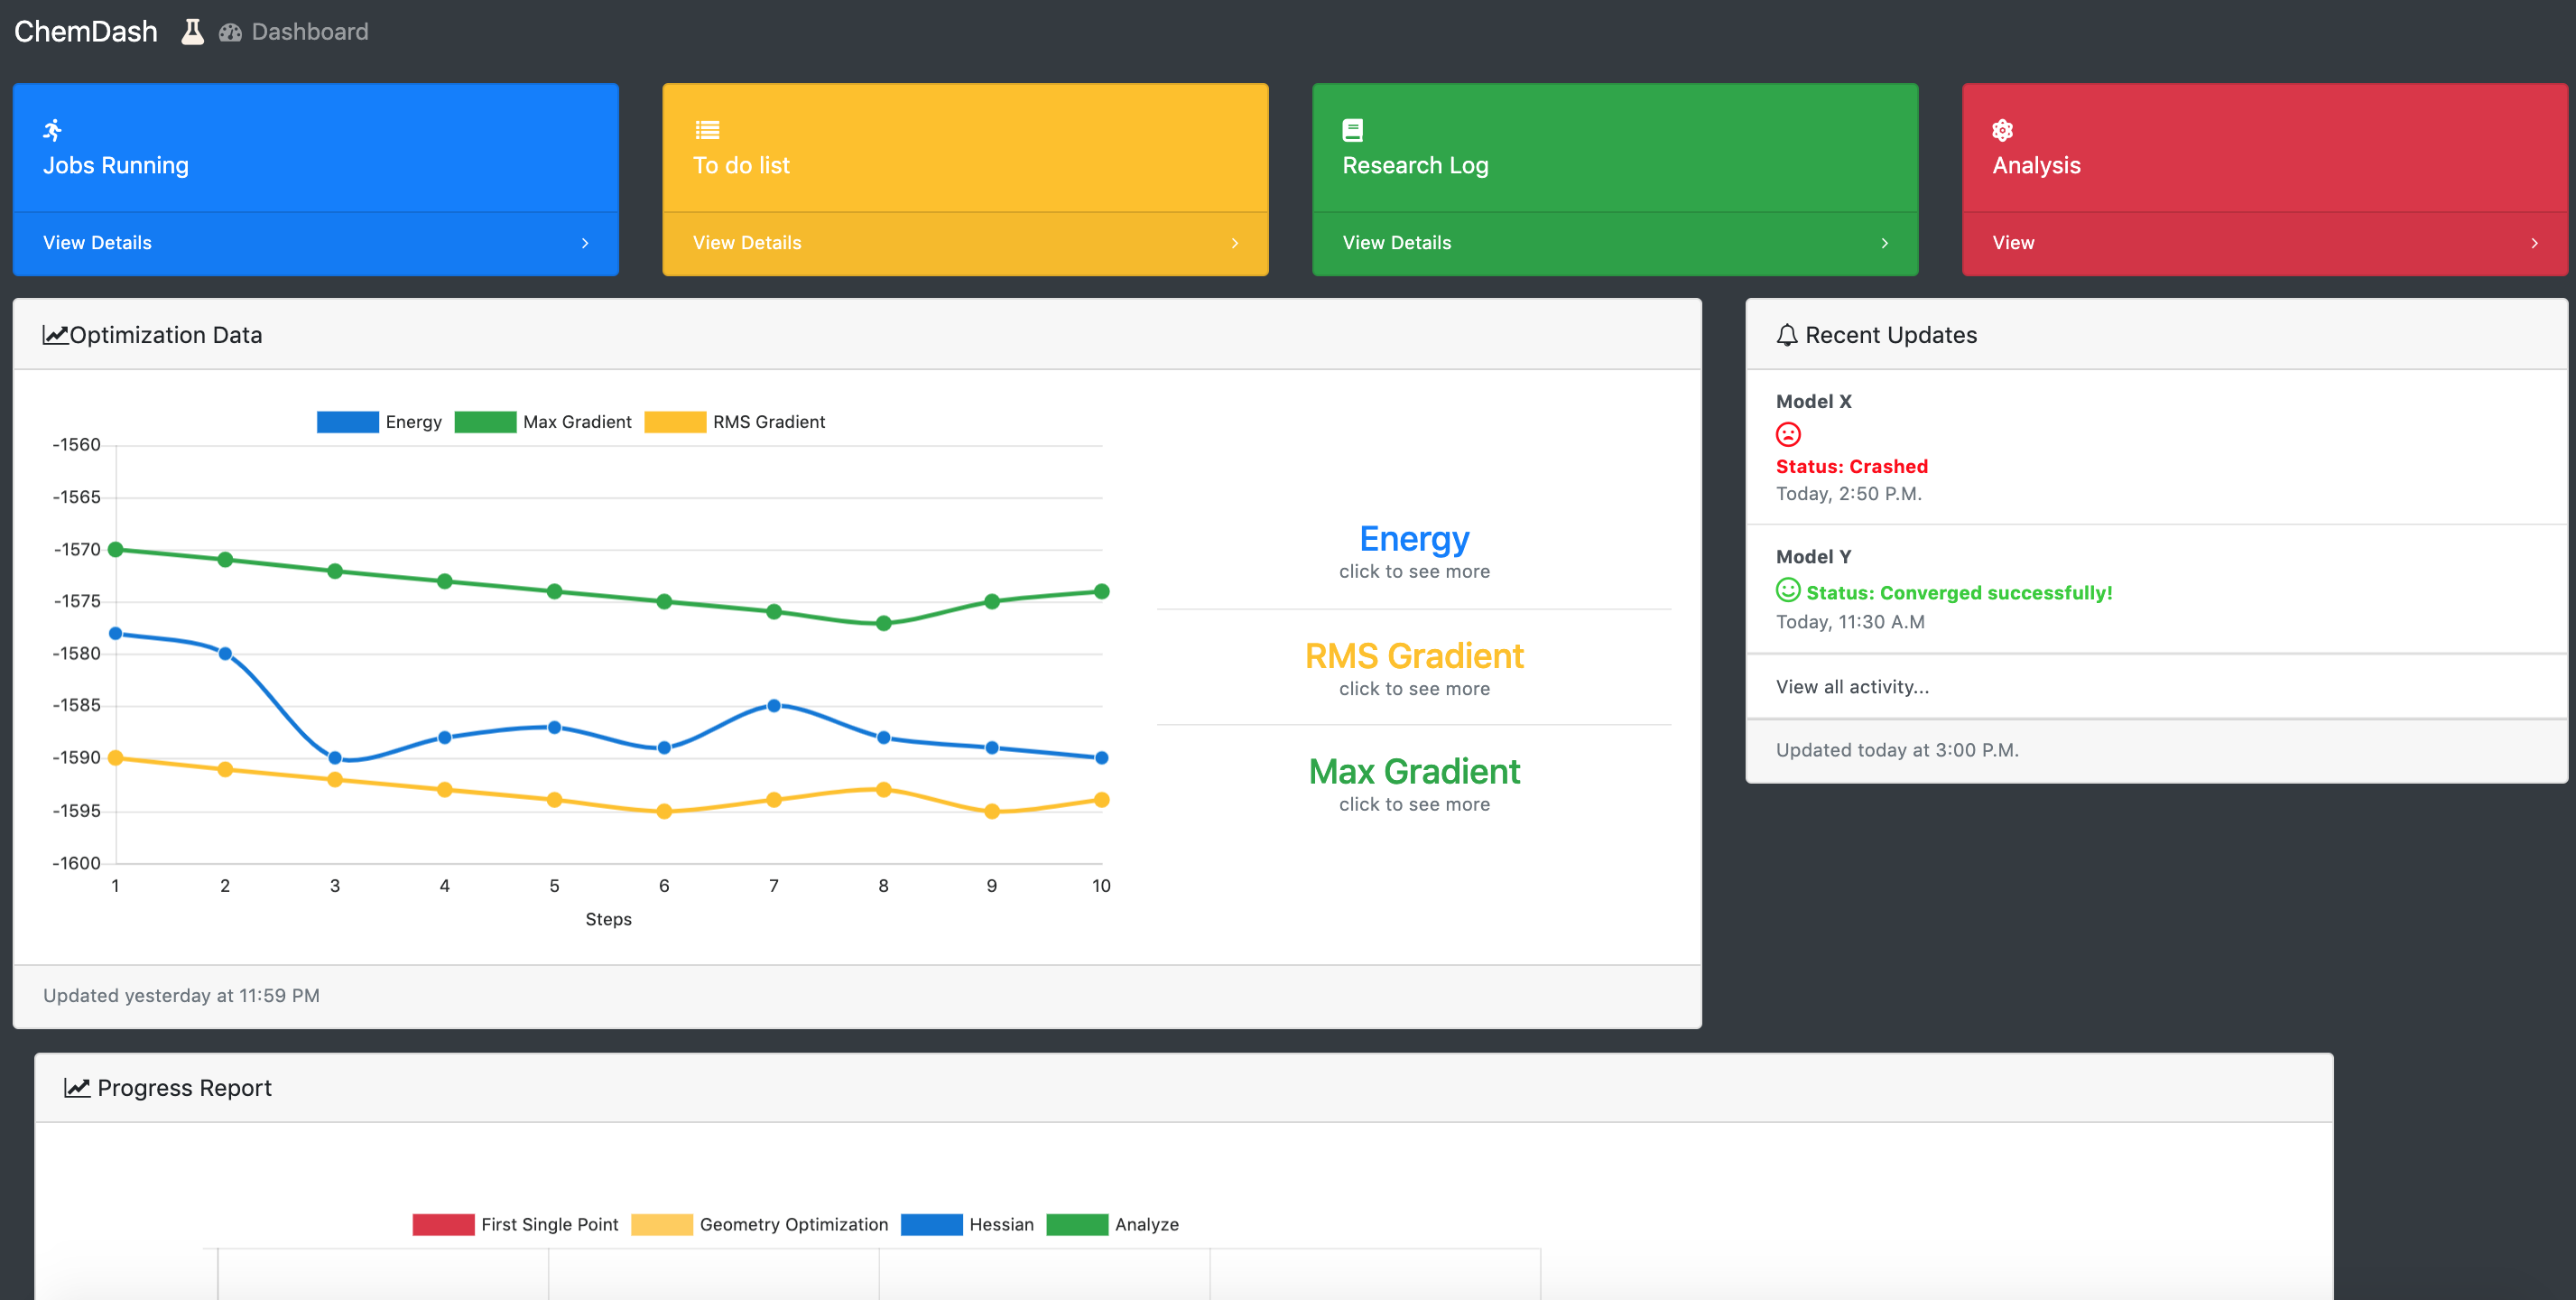 ChemDash Dashboard
Jobs Running
View Details
To do list
View Details
Research Log
View Details
Analysis
View
Optimization Data
Energy Max Gradient RMS Gradient
-1560
-1565
-1570
-1575
-1580
-1585
-1590
-1595
-1600
1 2 3 4 5 6 7 8 9 10
Steps
Energy
click to see more
RMS Gradient
click to see more
Max Gradient
click to see more
Updated yesterday at 11:59 PM
Recent Updates
Model X
Status: Crashed
Today, 2:50 P.M.
Model Y
Status: Converged successfully!
Today, 11:30 A.M
View all activity...
Updated today at 3:00 P.M.
Progress Report
First Single Point Geometry Optimization Hessian Analyze